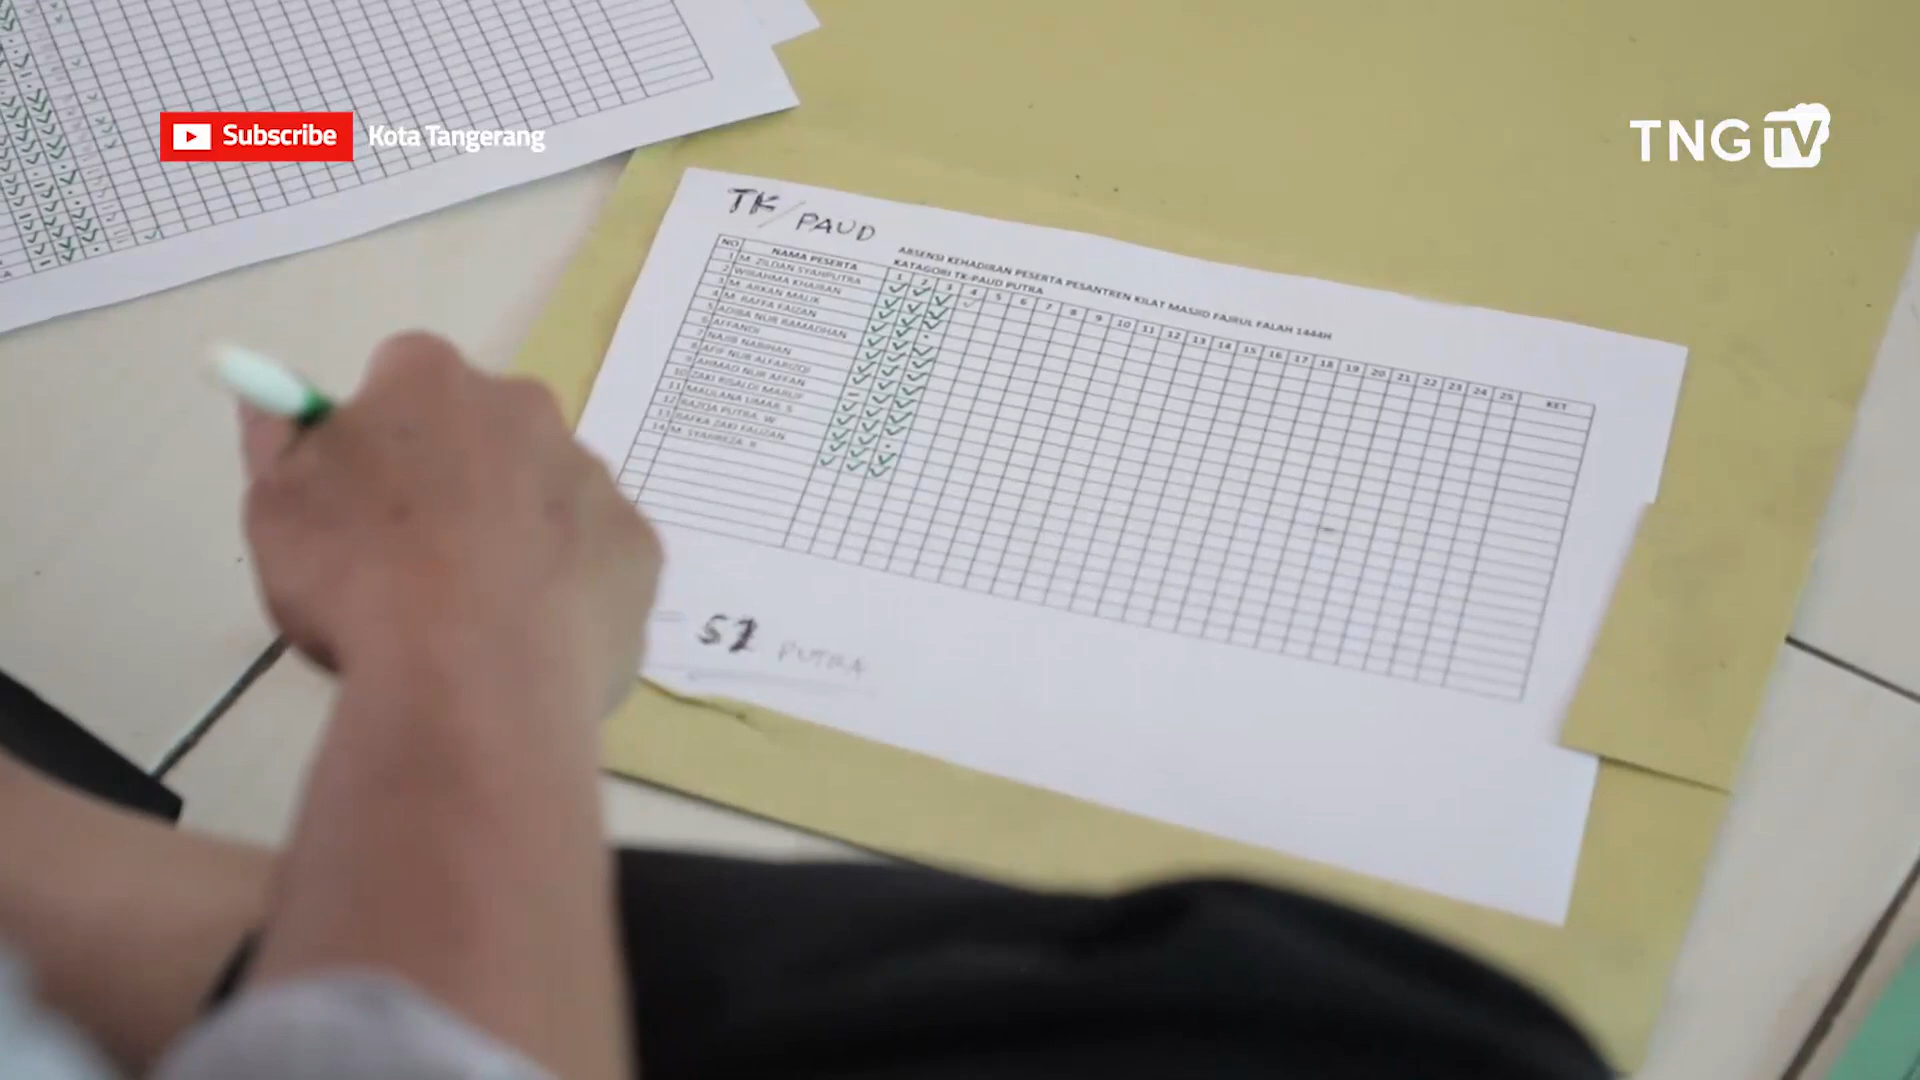 Subscribe Kota Tangerang
TNG TV
TK / PAUD
ABSENSI KEHADIRAN PESERTA PESANTREN KILAT MASJID FAJRUL FALAH 1444H
KATAGORI TK-PAUD PUTRA
NO NAMA PESERTA 1 2 3 4 5 6 7 8 9 10 11 12 13 14 15 16 17 18 19 20 21 22 23 24 25 KET
1 M. ZILDAN SYAHPUTRA
2 WIRAHMA KHAIRAN
3 M. ARKAN MALIK
4 M. RAFFA FAIZAN
5 ADIBA NUR RAMADHAN
6 AFFANDI
7 NAJIB NABIHAN
8 AFIF NUR ALFARIZQI
9 AHMAD NUR AFFAN
10 ZAKI RISALDI MARUF
11 MAULANA UMAR. S
12 RAZQA PUTRA. W
13 RAFKA ZAKI FAUZAN
14 M. SYAHREZA. R
PUTRA